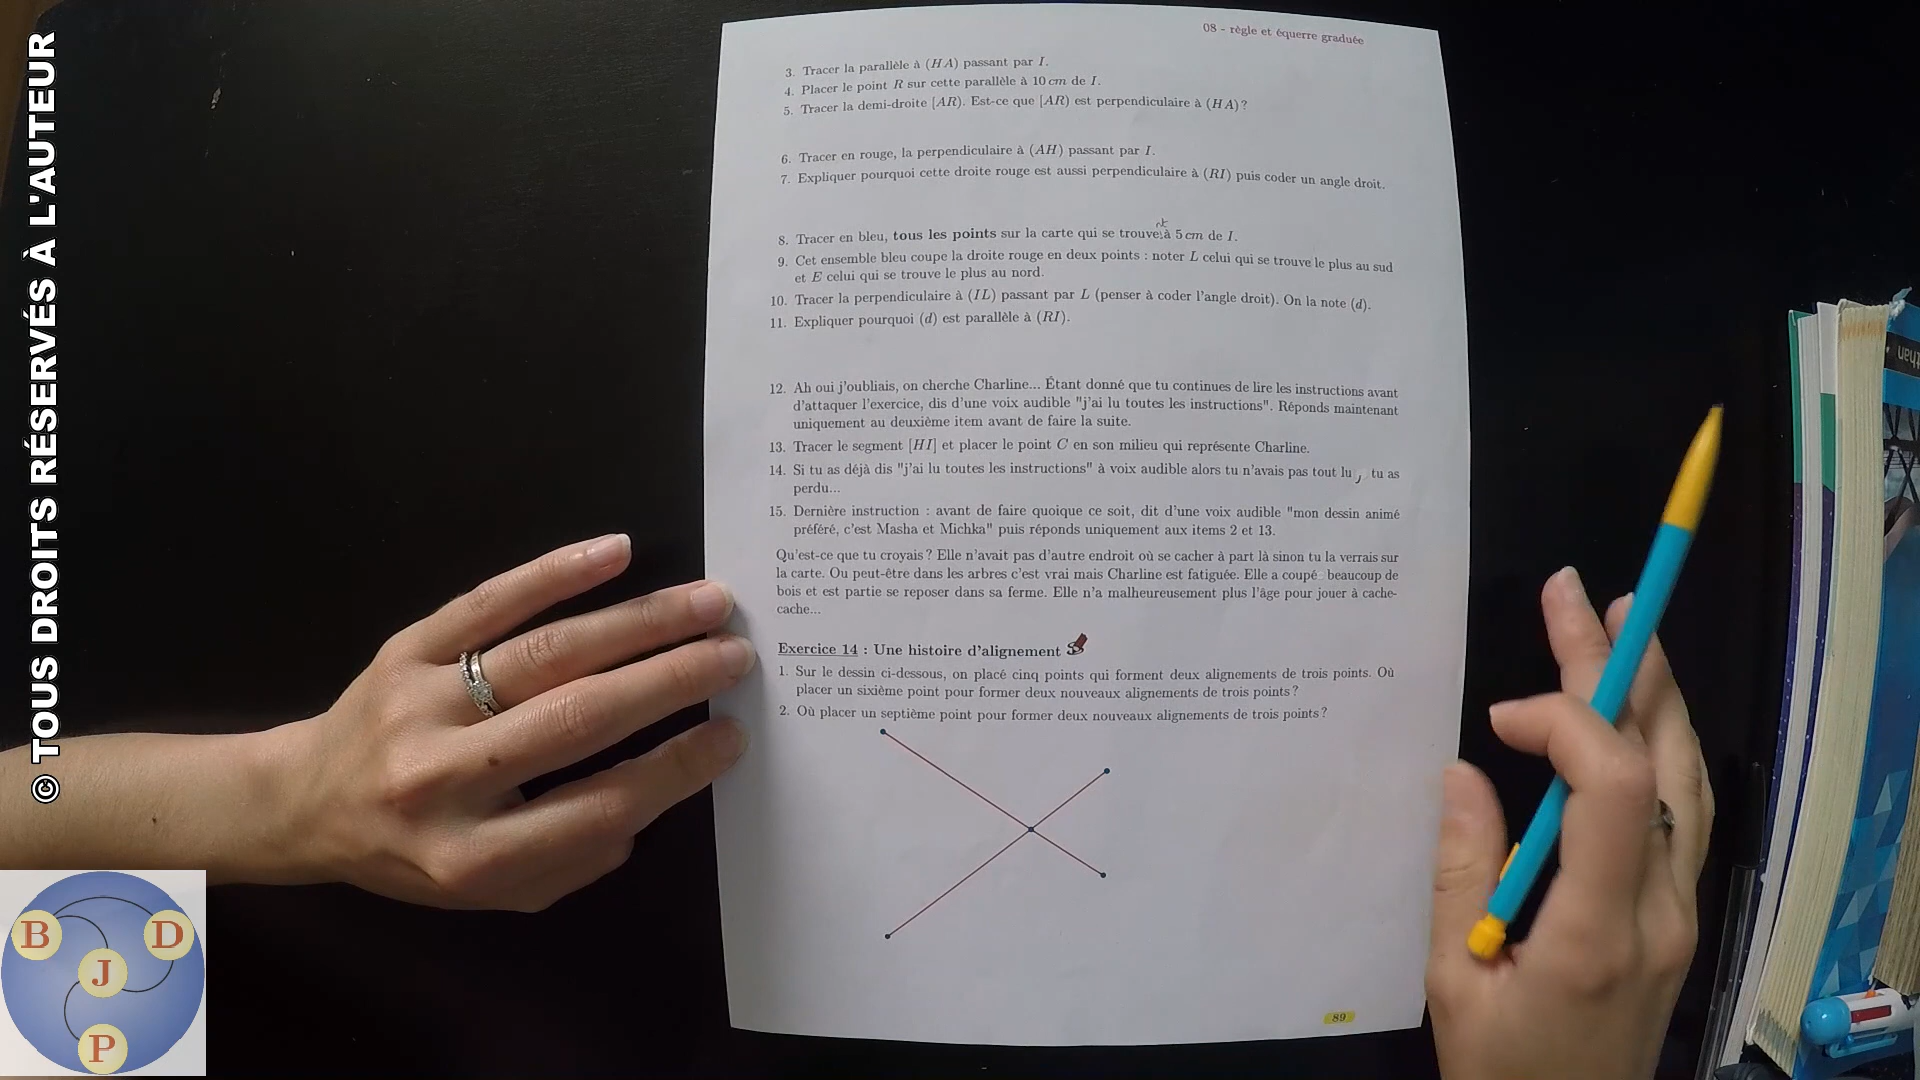 © TOUS DROITS RÉSERVÉS À L'AUTEUR
08 - règle et équerre graduée
3. Tracer la parallèle à (HA) passant par I.
4. Placer le point R sur cette parallèle à 10 cm de I.
5. Tracer la demi-droite [AR). Est-ce que [AR) est perpendiculaire à (HA) ?
6. Tracer en rouge, la perpendiculaire à (AH) passant par I.
7. Expliquer pourquoi cette droite rouge est aussi perpendiculaire à (RI) puis coder un angle droit.
nt
8. Tracer en bleu, tous les points sur la carte qui se trouve à 5 cm de I.
9. Cet ensemble bleu coupe la droite rouge en deux points : noter L celui qui se trouve le plus au sud
et E celui qui se trouve le plus au nord.
10. Tracer la perpendiculaire à (IL) passant par L (penser à coder l'angle droit). On la note (d).
11. Expliquer pourquoi (d) est parallèle à (RI).
12. Ah oui j'oubliais, on cherche Charline... Étant donné que tu continues de lire les instructions avant
d'attaquer l'exercice, dis d'une voix audible "j'ai lu toutes les instructions". Réponds maintenant
uniquement au deuxième item avant de faire la suite.
13. Tracer le segment [HI] et placer le point C en son milieu qui représente Charline.
14. Si tu as déjà dis "j'ai lu toutes les instructions" à voix audible alors tu n'avais pas tout lu, tu as
perdu...
15. Dernière instruction : avant de faire quoique ce soit, dit d'une voix audible "mon dessin animé
préféré, c'est Masha et Michka" puis réponds uniquement aux items 2 et 13.
Qu'est-ce que tu croyais ? Elle n'avait pas d'autre endroit où se cacher à part là sinon tu la verrais sur
la carte. Ou peut-être dans les arbres c'est vrai mais Charline est fatiguée. Elle a coupé beaucoup de
bois et est partie se reposer dans sa ferme. Elle n'a malheureusement plus l'âge pour jouer à cache-
cache...
Exercice 14 : Une histoire d'alignement
1. Sur le dessin ci-dessous, on placé cinq points qui forment deux alignements de trois points. Où
placer un sixième point pour former deux nouveaux alignements de trois points ?
2. Où placer un septième point pour former deux nouveaux alignements de trois points ?
89
B D
J
P